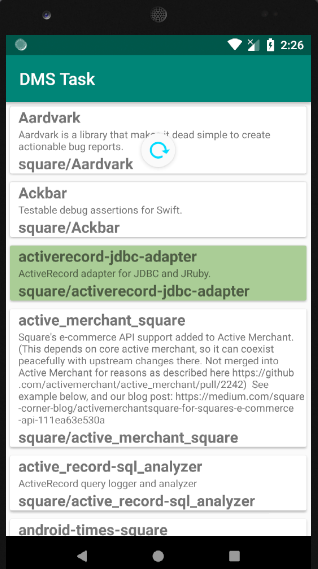 2:26
DMS Task
Aardvark
Aardvark is a library that makes it dead simple to create
actionable bug reports.
square/Aardvark
Ackbar
Testable debug assertions for Swift.
square/Ackbar
activerecord-jdbc-adapter
ActiveRecord adapter for JDBC and JRuby.
square/activerecord-jdbc-adapter
active_merchant_square
Square's e-commerce API support added to Active Merchant.
(This depends on core active merchant, so it can coexist
peacefully with upstream changes there. Not merged into
Active Merchant for reasons as described here https://github
.com/activemerchant/active_merchant/pull/2242) See
example below, and our blog post: https://medium.com/square
-corner-blog/activemerchantsquare-for-squares-e-commerce
-api-111ea63e530a
square/active_merchant_square
active_record-sql_analyzer
ActiveRecord query logger and analyzer
square/active_record-sql_analyzer
android-times-square